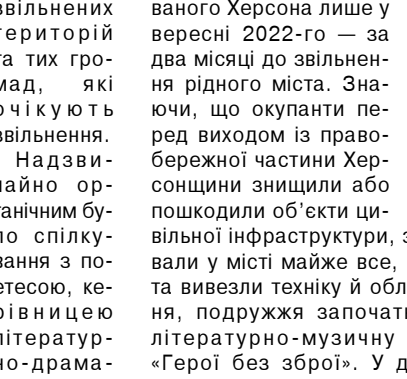 звільнених
територій
та тих гро-
мад, які
очікують
звільнення.
Надзви-
чайно ор-
ганічним бу-
ло спілку-
вання з по-
етесою, ке-
рівницею
літератур-
но-драма-
ваного Херсона лише у
вересні 2022-го — за
два місяці до звільнен-
ня рідного міста. Зна-
ючи, що окупанти пе-
ред виходом із право-
бережної частини Хер-
сонщини знищили або
пошкодили об’єкти ци-
вільної інфраструктури,
вали у місті майже все,
та вивезли техніку й обл
ня, подружжя започат
літературно-музичну
«Герої без зброї». У